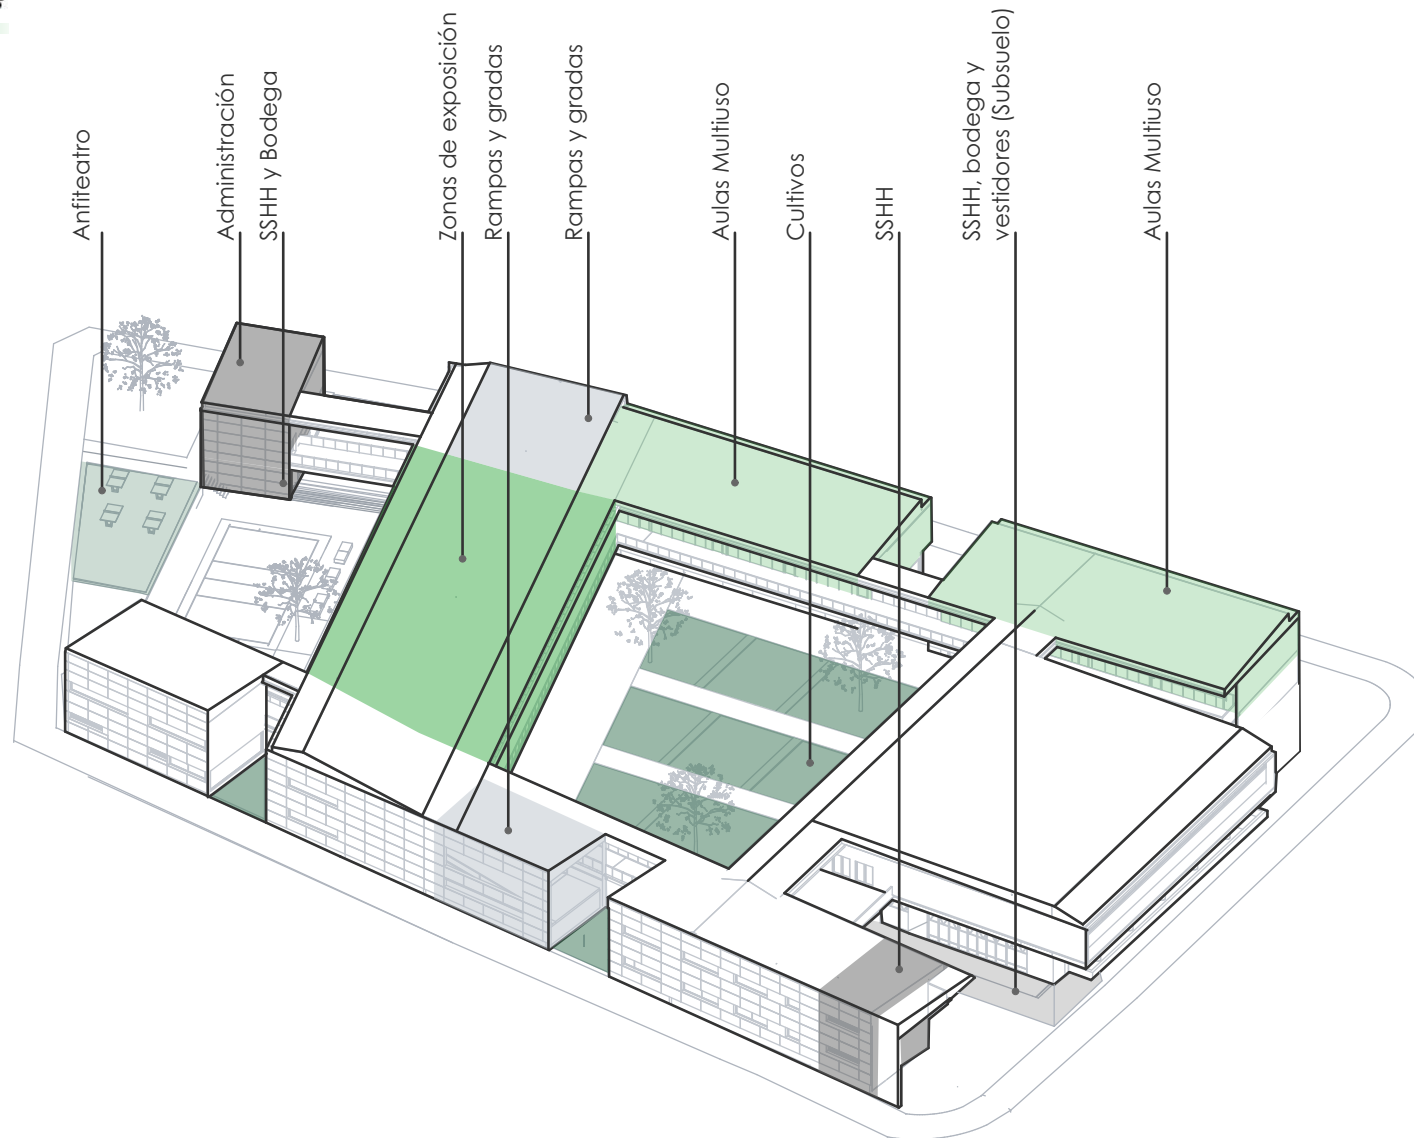 Anfiteatro
Administración
SSHH y Bodega
Zonas de exposición
Rampas y gradas
Rampas y gradas
Aulas Multiuso
Cultivos
SSHH
SSHH, bodega y
vestidores (Subsuelo)
Aulas Multiuso